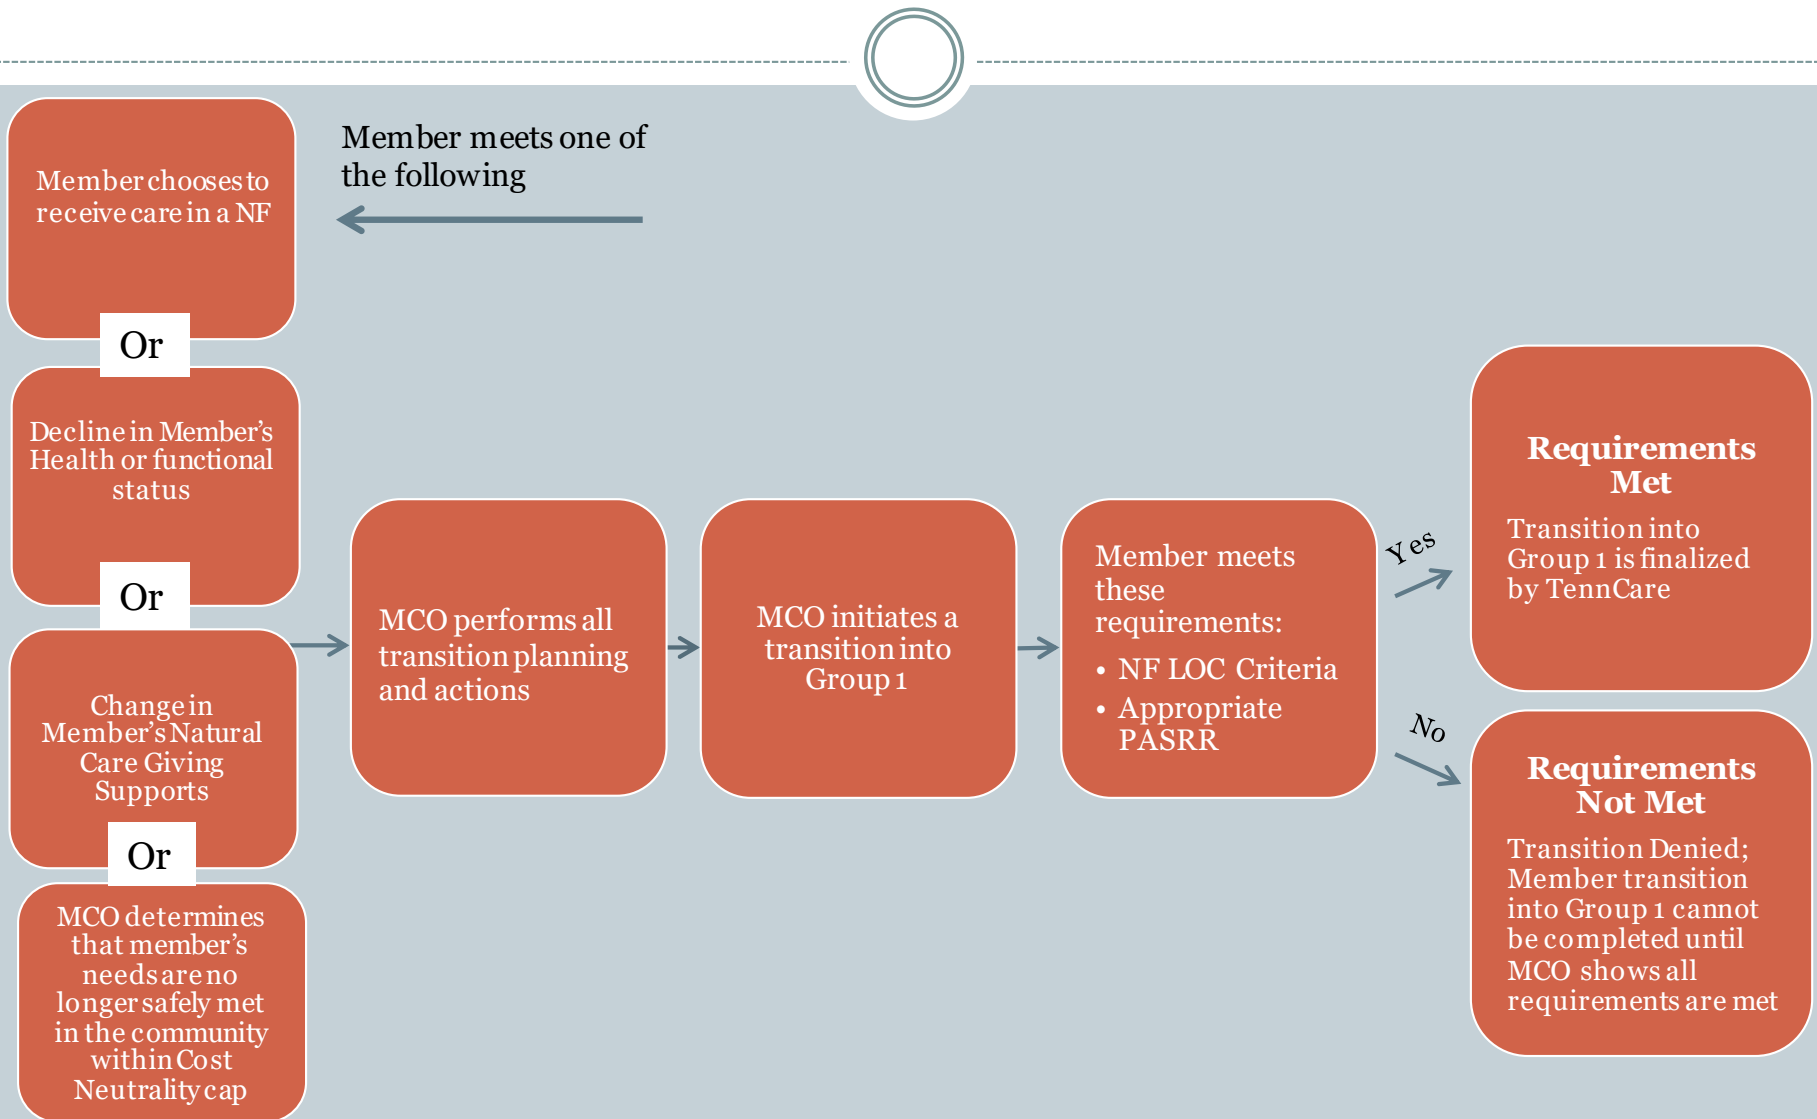 Member meets one of
the following
Member chooses to
receive care in a NF
Or
Decline in Member’s
Health or functional
status
Or
Change in
Member’s Natural
Care Giving
Supports
Or
MCO determines
that member’s
needs are no
longer safely met
in the community
within Cost
Neutrality cap
MCO performs all
transition planning
and actions
MCO initiates a
transition into
Group 1
Member meets
these
requirements:
• NF LOC Criteria
• Appropriate
PASRR
Yes
Requirements
Met
Transition into
Group 1 is finalized
by TennCare
No
Requirements
Not Met
Transition Denied;
Member transition
into Group 1 cannot
be completed until
MCO shows all
requirements are met